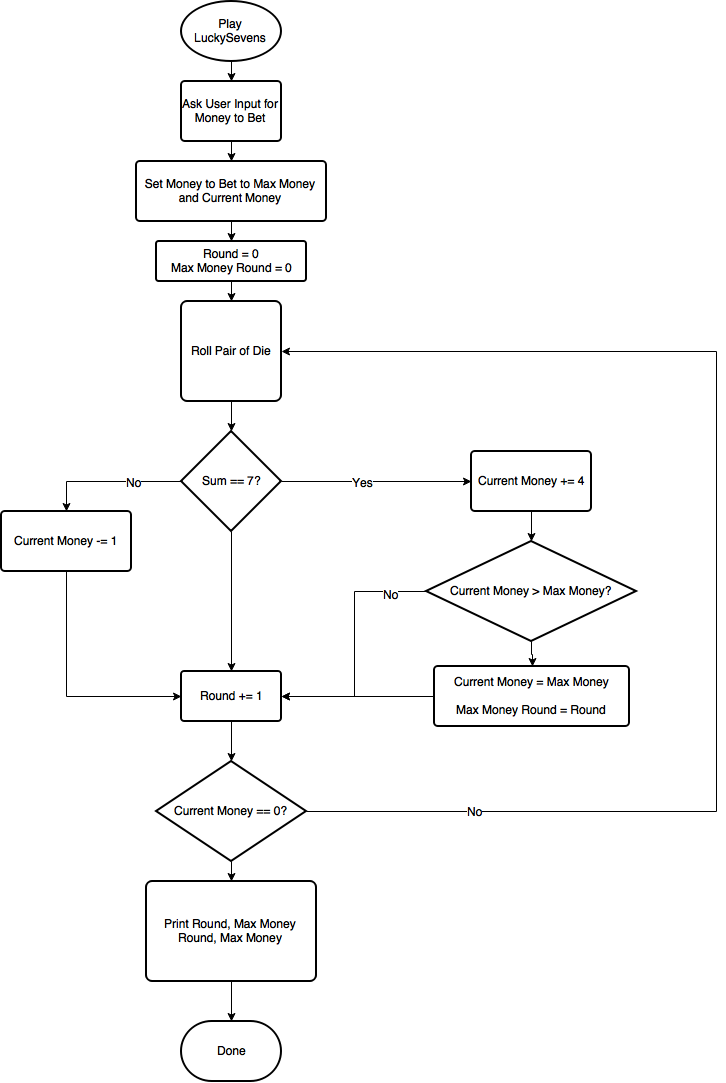 Play
LuckySevens
Ask User Input for
Money to Bet
Set Money to Bet to Max Money
and Current Money
Round = 0
Max Money Round = 0
Roll Pair of Die
Sum == 7?
No
Yes
Current Money += 4
Current Money -= 1
Current Money > Max Money?
No
Current Money = Max Money
Max Money Round = Round
Round += 1
Current Money == 0?
No
Print Round, Max Money
Round, Max Money
Done